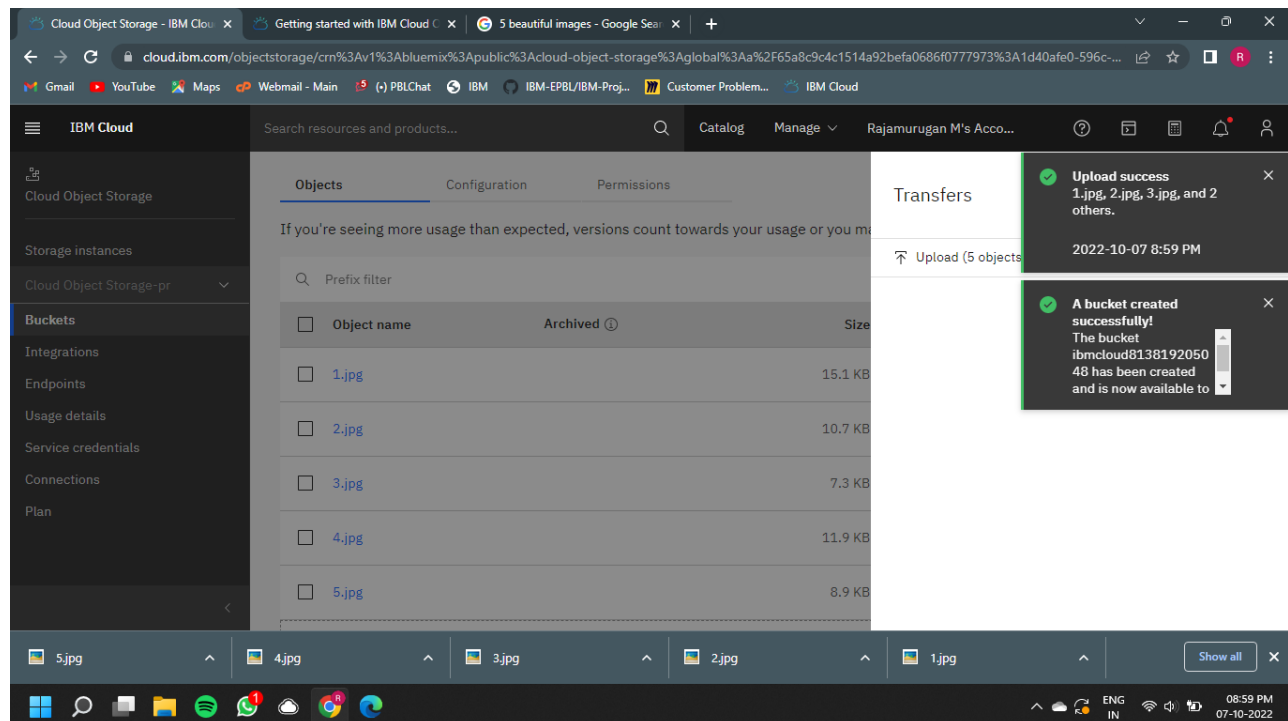 Cloud Object Storage - IBM Clou
Getting started with IBM Cloud C
5 beautiful images - Google Sear
cloud.ibm.com/objectstorage/crn%3Av1%3Abluemix%3Apublic%3Acloud-object-storage%3Aglobal%3Aa%2F65a8c9c4c1514a92befa0686f0777973%3A1d40afe0-596c-...
R
Gmail
YouTube
Maps
Webmail - Main
(•) PBLChat
IBM
IBM-EPBL/IBM-Proj...
Customer Problem...
IBM Cloud
IBM Cloud
Search resources and products...
Catalog
Manage
Rajamurugan M's Acco...
Cloud Object Storage
Storage instances
Cloud Object Storage-pr
Buckets
Integrations
Endpoints
Usage details
Service credentials
Connections
Plan
Objects
Configuration
Permissions
If you're seeing more usage than expected, versions count towards your usage or you ma
Prefix filter
Object name
Archived
Size
1.jpg
15.1 KB
2.jpg
10.7 KB
3.jpg
7.3 KB
4.jpg
11.9 KB
5.jpg
8.9 KB
Transfers
Upload (5 objects
Upload success
1.jpg, 2.jpg, 3.jpg, and 2
others.
2022-10-07 8:59 PM
A bucket created
successfully!
The bucket
ibmcloud8138192050
48 has been created
and is now available to
5.jpg
4.jpg
3.jpg
2.jpg
1.jpg
Show all
1
R
ENG
IN
08:59 PM
07-10-2022